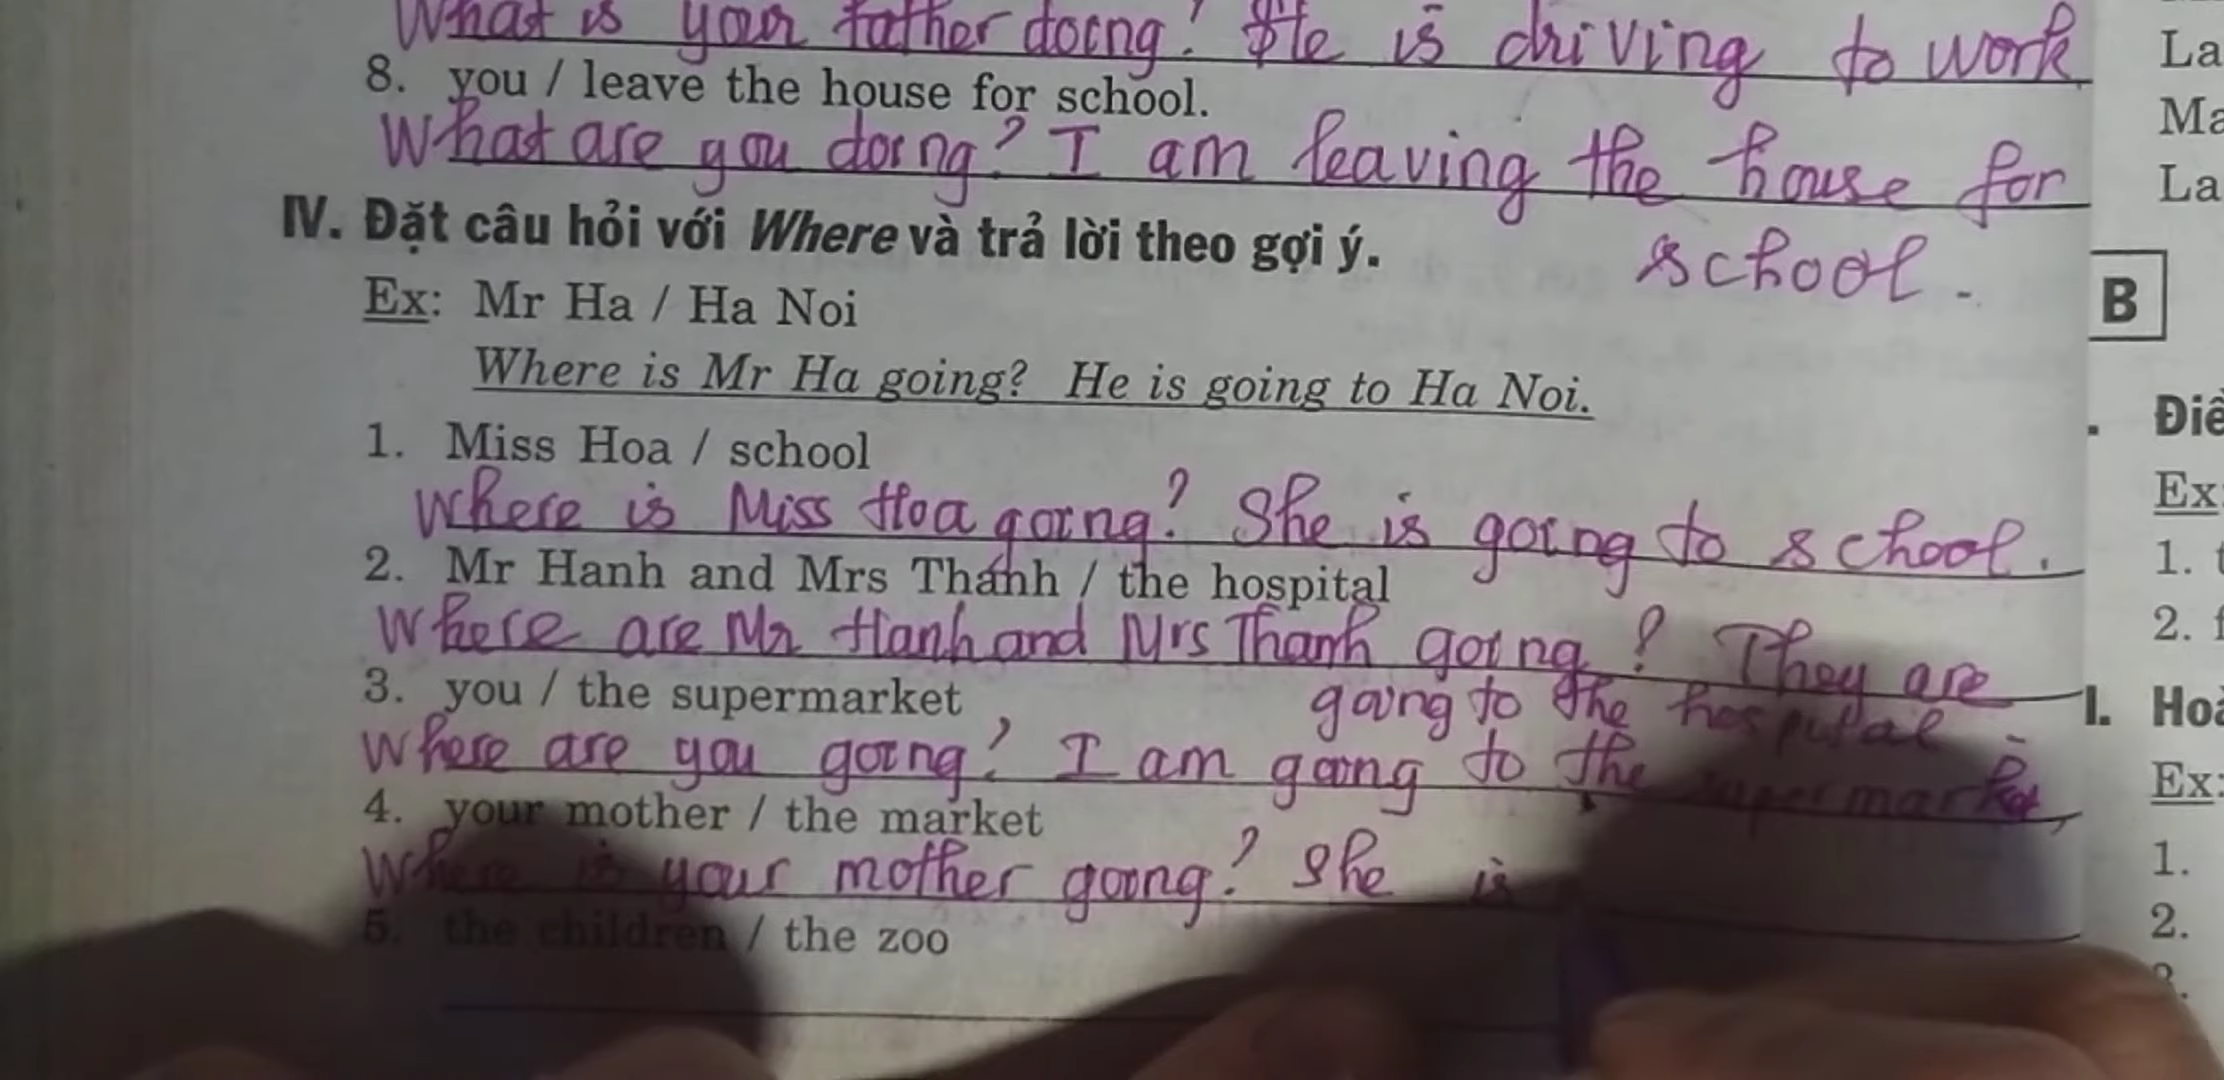 What is your father doing? He is driving to work
8. you / leave the house for school.
What are you doing? I am leaving the house for
school.
IV. Đặt câu hỏi với Where và trả lời theo gợi ý.
Ex: Mr Ha / Ha Noi
Where is Mr Ha going? He is going to Ha Noi.
1. Miss Hoa / school
Where is Miss Hoa going? She is going to school.
2. Mr Hanh and Mrs Thanh / the hospital
Where are Mr Hanh and Mrs Thanh going? They are
going to the hospital.
3. you / the supermarket
Where are you going? I am going to the supermarket
4. your mother / the market
Where is your mother going? She is
5. the children / the zoo
La
Ma
La
B
. Điề
Ex:
1. t
2. f
I. Hoà
Ex:
1.
2.